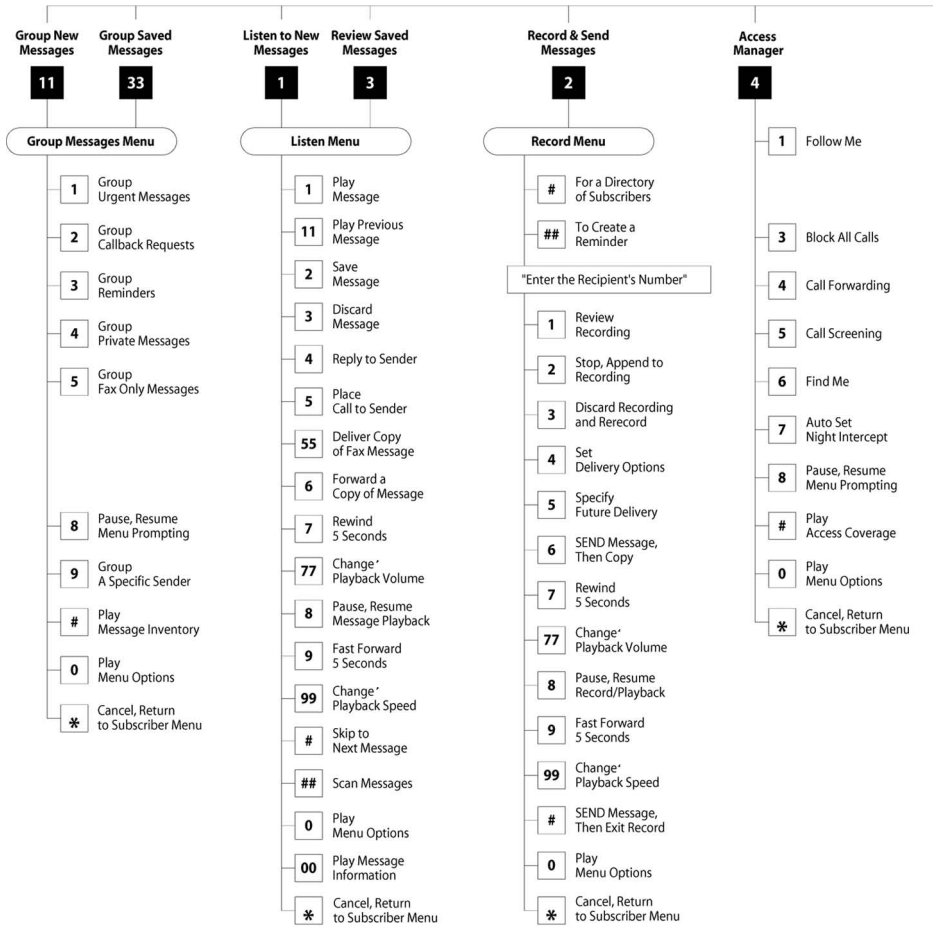 Group New
Messages
11
Group Saved
Messages
33
Group Messages Menu
1
Group
Urgent Messages
2
Group
Callback Requests
3
Group
Reminders
4
Group
Private Messages
5
Group
Fax Only Messages
8
Pause, Resume
Menu Prompting
9
Group
A Specific Sender
#
Play
Message Inventory
0
Play
Menu Options
*
Cancel, Return
to Subscriber Menu
Listen to New
Messages
1
Review Saved
Messages
3
Listen Menu
1
Play
Message
11
Play Previous
Message
2
Save
Message
3
Discard
Message
4
Reply to Sender
5
Place
Call to Sender
55
Deliver Copy
of Fax Message
6
Forward a
Copy of Message
7
Rewind
5 Seconds
77
Change*
Playback Volume
8
Pause, Resume
Message Playback
9
Fast Forward
5 Seconds
99
Change*
Playback Speed
#
Skip to
Next Message
##
Scan Messages
0
Play
Menu Options
00
Play Message
Information
*
Cancel, Return
to Subscriber Menu
Record & Send
Messages
2
Record Menu
#
For a Directory
of Subscribers
##
To Create a
Reminder
"Enter the Recipient's Number"
1
Review
Recording
2
Stop, Append to
Recording
3
Discard Recording
and Rerecord
4
Set
Delivery Options
5
Specify
Future Delivery
6
SEND Message,
Then Copy
7
Rewind
5 Seconds
77
Change*
Playback Volume
8
Pause, Resume
Record/Playback
9
Fast Forward
5 Seconds
99
Change*
Playback Speed
#
SEND Message,
Then Exit Record
0
Play
Menu Options
*
Cancel, Return
to Subscriber Menu
Access
Manager
4
1
Follow Me
3
Block All Calls
4
Call Forwarding
5
Call Screening
6
Find Me
7
Auto Set
Night Intercept
8
Pause, Resume
Menu Prompting
#
Play
Access Coverage
0
Play
Menu Options
*
Cancel, Return
to Subscriber Menu